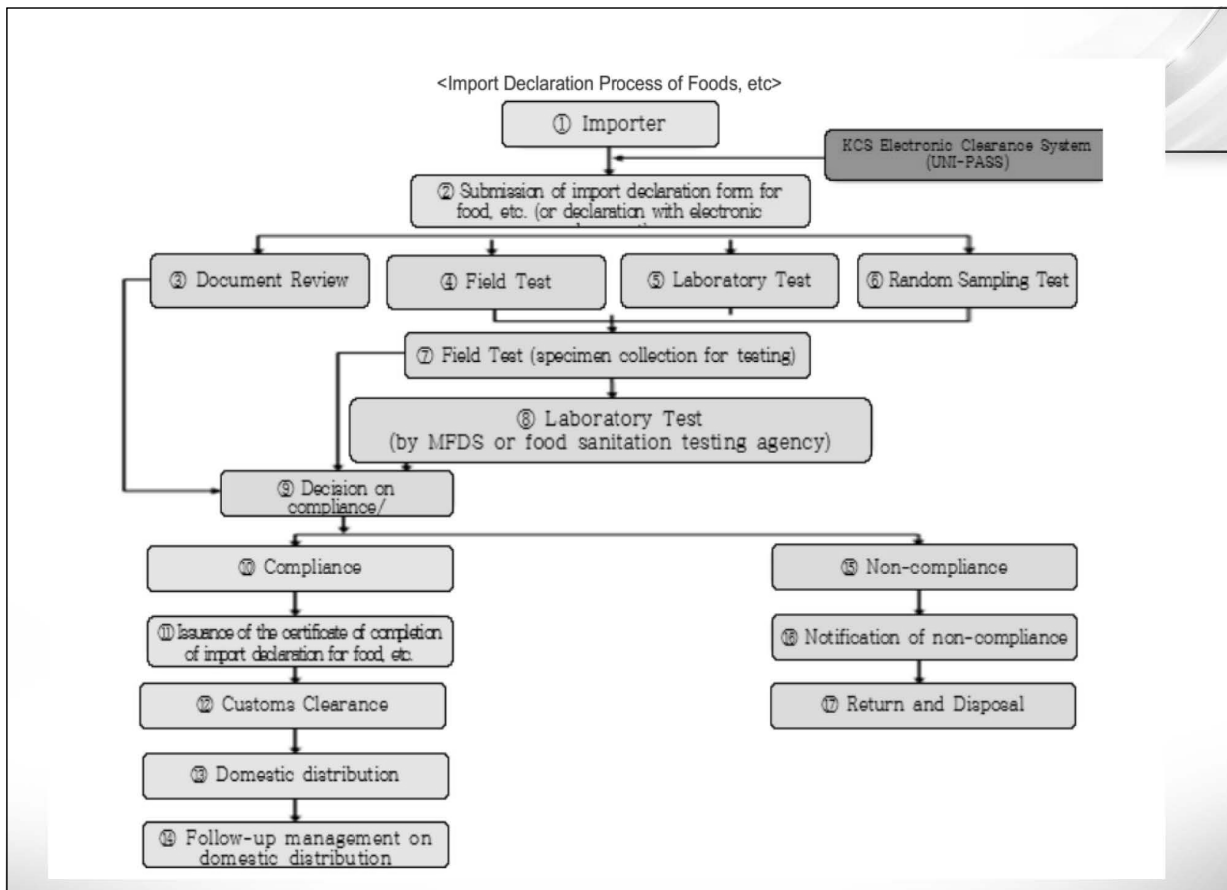 <Import Declaration Process of Foods, etc>
① Importer
KCS Electronic Clearance System
(UNI-PASS)
② Submission of import declaration form for
food, etc. (or declaration with electronic
③ Document Review
④ Field Test
⑤ Laboratory Test
⑥ Random Sampling Test
⑦ Field Test (specimen collection for testing)
⑧ Laboratory Test
(by MFDS or food sanitation testing agency)
⑨ Decision on
compliance/
⑩ Compliance
⑮ Non-compliance
⑪ Issuance of the certificate of completion
of import declaration for food, etc.
⑯ Notification of non-compliance
⑫ Customs Clearance
⑰ Return and Disposal
⑬ Domestic distribution
⑭ Follow-up management on
domestic distribution